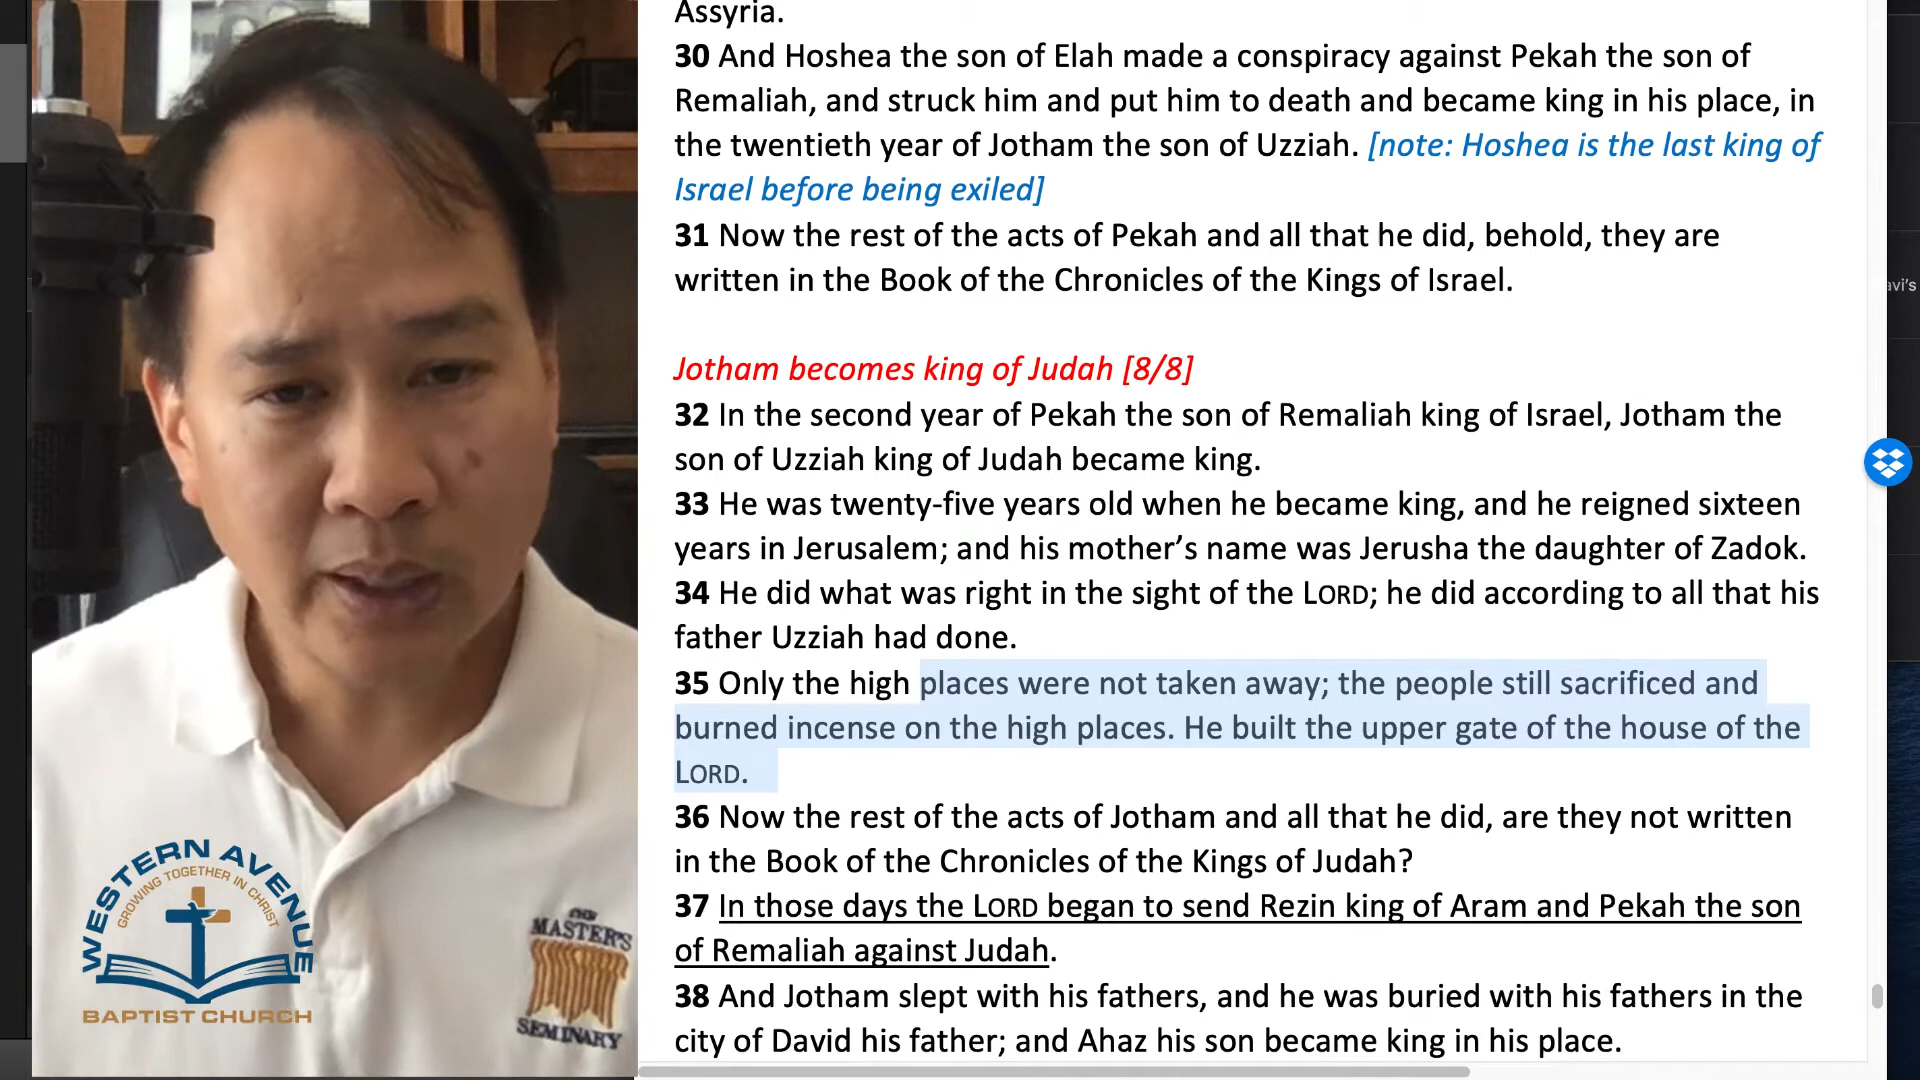 Assyria.
30 And Hoshea the son of Elah made a conspiracy against Pekah the son of
Remaliah, and struck him and put him to death and became king in his place, in
the twentieth year of Jotham the son of Uzziah. [note: Hoshea is the last king of
Israel before being exiled]
31 Now the rest of the acts of Pekah and all that he did, behold, they are
written in the Book of the Chronicles of the Kings of Israel.
Jotham becomes king of Judah [8/8]
32 In the second year of Pekah the son of Remaliah king of Israel, Jotham the
son of Uzziah king of Judah became king.
33 He was twenty-five years old when he became king, and he reigned sixteen
years in Jerusalem; and his mother’s name was Jerusha the daughter of Zadok.
34 He did what was right in the sight of the LORD; he did according to all that his
father Uzziah had done.
35 Only the high places were not taken away; the people still sacrificed and
burned incense on the high places. He built the upper gate of the house of the
LORD.
36 Now the rest of the acts of Jotham and all that he did, are they not written
in the Book of the Chronicles of the Kings of Judah?
37 In those days the LORD began to send Rezin king of Aram and Pekah the son
of Remaliah against Judah.
38 And Jotham slept with his fathers, and he was buried with his fathers in the
city of David his father; and Ahaz his son became king in his place.
avi’s
WESTERN AVENUE
GROWING TOGETHER IN CHRIST
BAPTIST CHURCH
THE
MASTER'S
SEMINARY